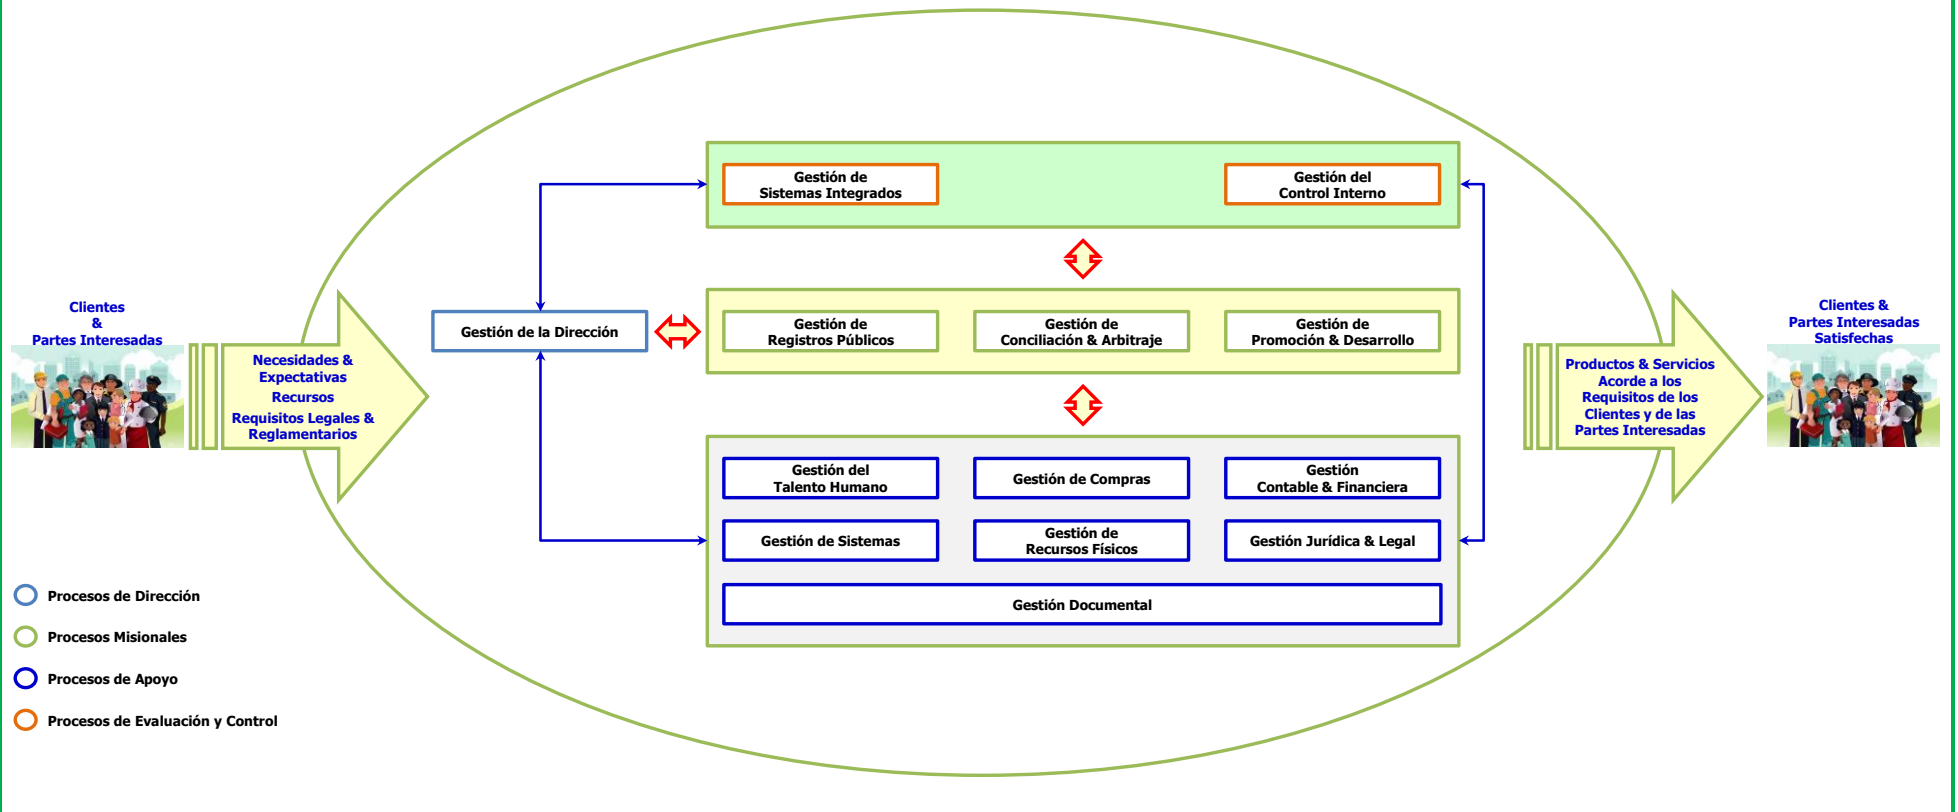 Clientes
&
Partes Interesadas
Necesidades &
Expectativas
Recursos
Requisitos Legales &
Reglamentarios
Gestión de la Dirección
Gestión de
Sistemas Integrados
Gestión del
Control Interno
Gestión de
Registros Públicos
Gestión de
Conciliación & Arbitraje
Gestión de
Promoción & Desarrollo
Gestión del
Talento Humano
Gestión de Compras
Gestión
Contable & Financiera
Gestión de Sistemas
Gestión de
Recursos Físicos
Gestión Jurídica & Legal
Gestión Documental
Productos & Servicios
Acorde a los
Requisitos de los
Clientes y de las
Partes Interesadas
Clientes &
Partes Interesadas
Satisfechas
Procesos de Dirección
Procesos Misionales
Procesos de Apoyo
Procesos de Evaluación y Control